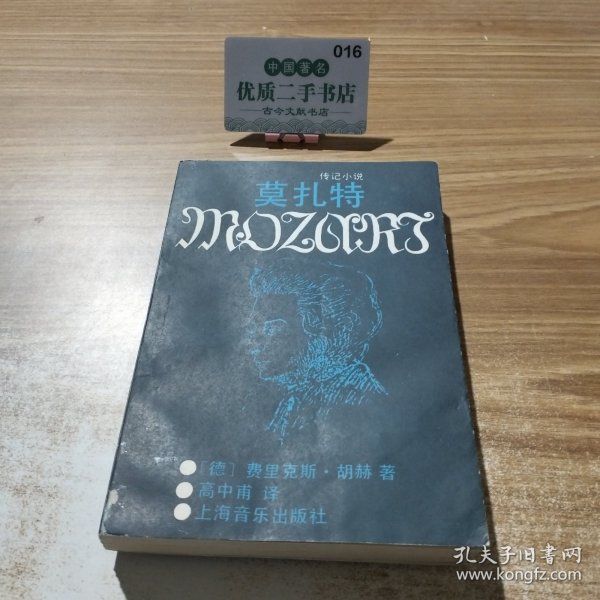 016
中国著名
优质二手书店
古今文献书店
传记小说
莫扎特
MOZART
[德] 费里克斯·胡赫 著
高中甫 译
上海音乐出版社
孔夫子旧书网
www.kongfz.com